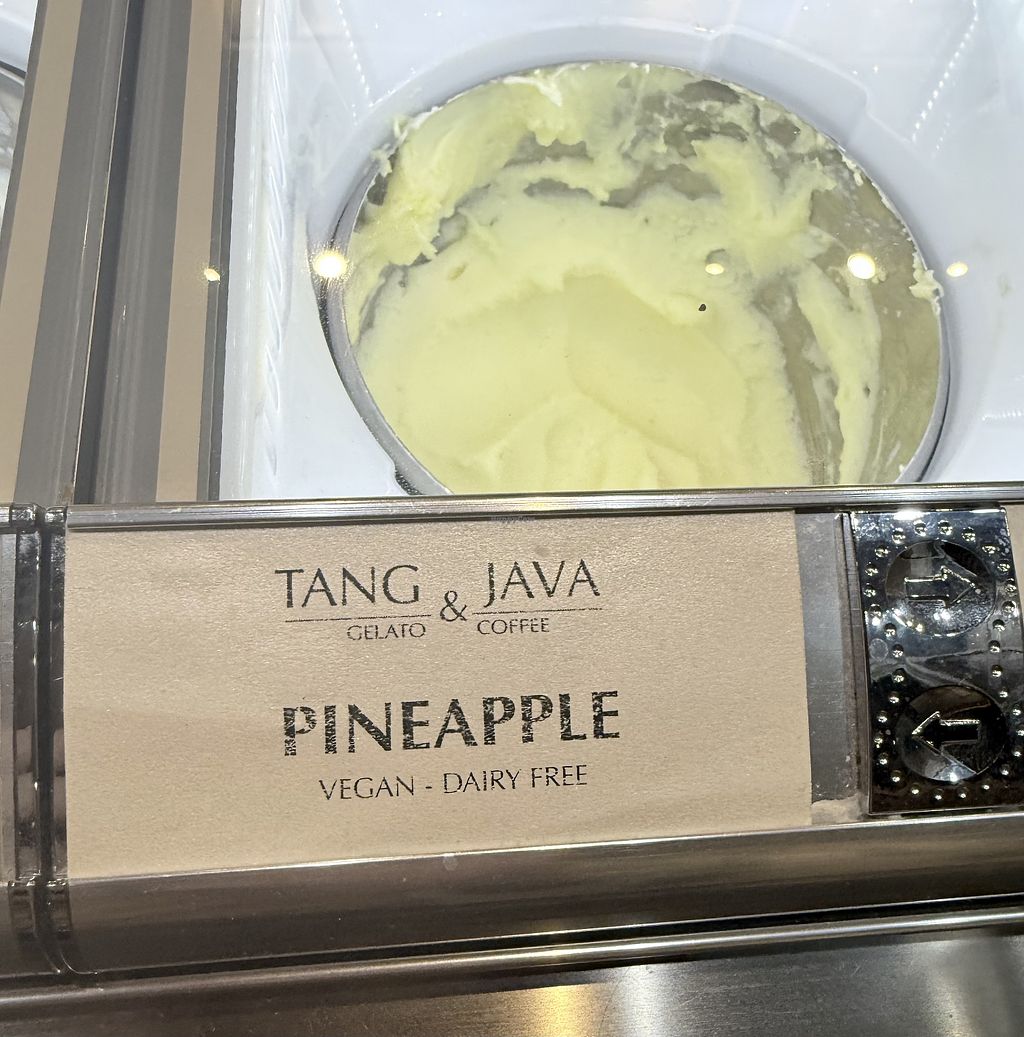 TANG & JAVA
GELATO COFFEE
PINEAPPLE
VEGAN - DAIRY FREE